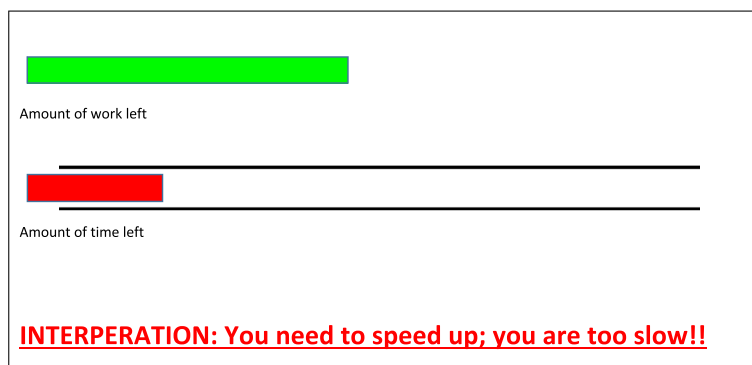 Amount of work left
Amount of time left
INTERPERATION: You need to speed up; you are too slow!!